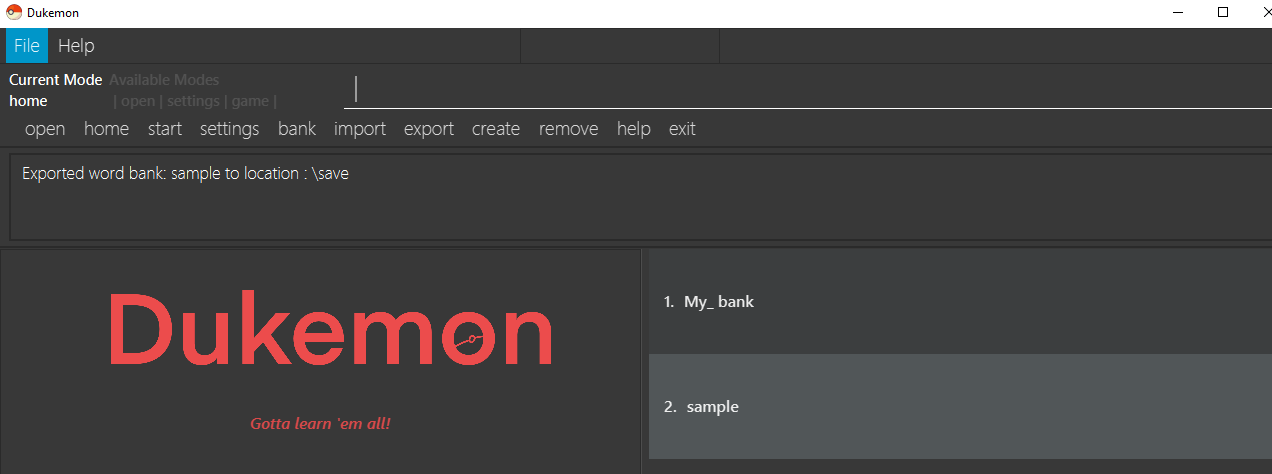 Dukemon
File Help
Current Mode Available Modes
home | open | settings | game |
open home start settings bank import export create remove help exit
Exported word bank: sample to location : \save
Dukemon
Gotta learn `em all!
1. My_ bank
2. sample